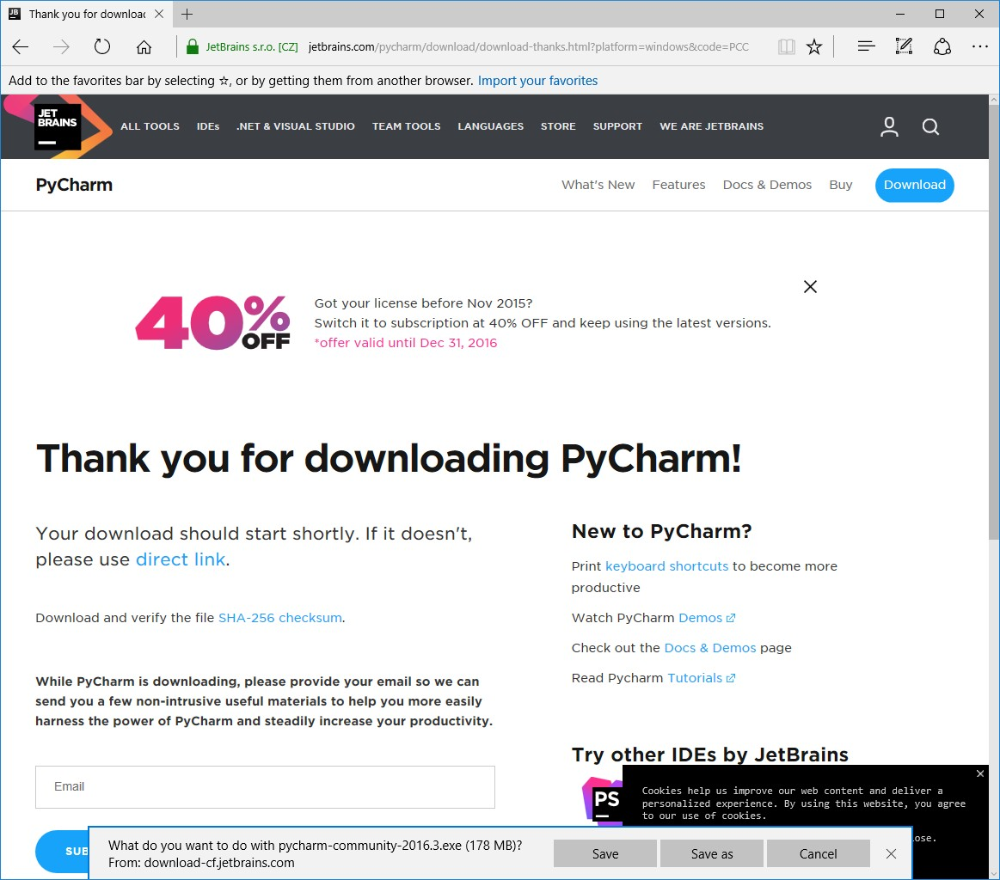 JB Thank you for downloac
JetBrains s.r.o. [CZ] jetbrains.com/pycharm/download/download-thanks.html?platform=windows&code=PCC
Add to the favorites bar by selecting ☆, or by getting them from another browser. Import your favorites
JET
BRAINS
ALL TOOLS IDEs .NET & VISUAL STUDIO TEAM TOOLS LANGUAGES STORE SUPPORT WE ARE JETBRAINS
PyCharm What's New Features Docs & Demos Buy Download
40% OFF
Got your license before Nov 2015?
Switch it to subscription at 40% OFF and keep using the latest versions.
*offer valid until Dec 31, 2016
Thank you for downloading PyCharm!
Your download should start shortly. If it doesn't,
please use direct link.
Download and verify the file SHA-256 checksum.
While PyCharm is downloading, please provide your email so we can
send you a few non-intrusive useful materials to help you more easily
harness the power of PyCharm and steadily increase your productivity.
Email
SUB
New to PyCharm?
Print keyboard shortcuts to become more
productive
Watch PyCharm Demos
Check out the Docs & Demos page
Read Pycharm Tutorials
Try other IDEs by JetBrains
PS
Cookies help us improve our web content and deliver a
personalized experience. By using this website, you agree
to our use of cookies.
ose.
What do you want to do with pycharm-community-2016.3.exe (178 MB)?
From: download-cf.jetbrains.com
Save Save as Cancel